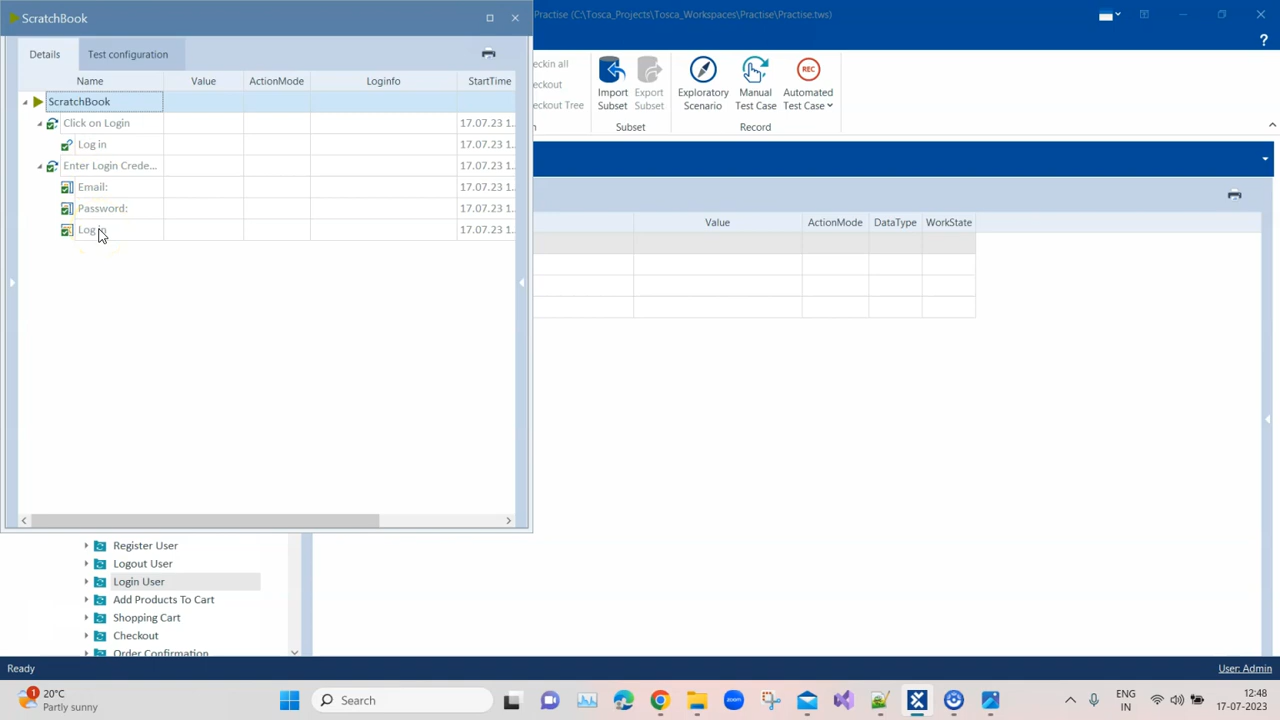 ScratchBook
Practise (C:\Tosca_Projects\Tosca_Workspaces\Practise\Practise.tws)
?
Details
Test configuration
Name
Value
ActionMode
Loginfo
StartTime
ScratchBook
Click on Login
17.07.23 1...
Log in
17.07.23 1...
Enter Login Crede...
17.07.23 1...
Email:
17.07.23 1...
Password:
17.07.23 1...
Log in
17.07.23 1...
eckin all
eckout
eckout Tree
Import Subset
Export Subset
Subset
Exploratory Scenario
Manual Test Case
REC
Automated Test Case
Record
Value
ActionMode
DataType
WorkState
Register User
Logout User
Login User
Add Products To Cart
Shopping Cart
Checkout
Order Confirmation
Ready
User: Admin
1
20°C
Partly sunny
Search
ENG
IN
12:48
17-07-2023